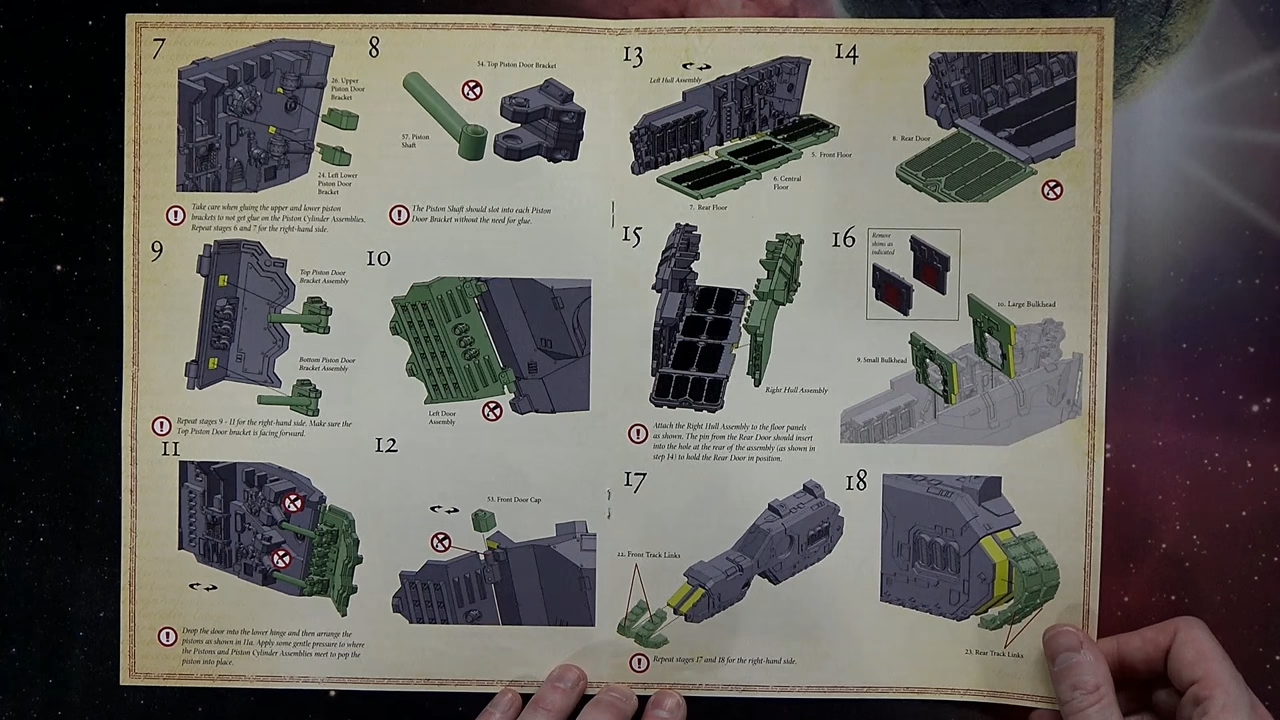 7
26. Upper
Piston Door
Bracket
24. Left Lower
Piston Door
Bracket
Take care when gluing the upper and lower piston
brackets to not get glue on the Piston Cylinder Assemblies.
Repeat stages 6 and 7 for the right-hand side.
8
54. Top Piston Door Bracket
57. Piston
Shaft
The Piston Shaft should slot into each Piston
Door Bracket without the need for glue.
9
Top Piston Door
Bracket Assembly
Bottom Piston Door
Bracket Assembly
Repeat stages 9 - 11 for the right-hand side. Make sure the
Top Piston Door bracket is facing forward.
10
Left Door
Assembly
11
Drop the door into the lower hinge and then arrange the
pistons as shown in 11a. Apply some gentle pressure to where
the Pistons and Piston Cylinder Assemblies meet to pop the
piston into place.
12
53. Front Door Cap
13
Left Hull Assembly
5. Front Floor
6. Central
Floor
7. Rear Floor
14
8. Rear Door
15
Right Hull Assembly
Attach the Right Hull Assembly to the floor panels
as shown. The pin from the Rear Door should insert
into the hole at the rear of the assembly (as shown in
step 14) to hold the Rear Door in position.
16
Remove
shims as
indicated
10. Large Bulkhead
9. Small Bulkhead
17
22. Front Track Links
Repeat stages 17 and 18 for the right-hand side.
18
23. Rear Track Links